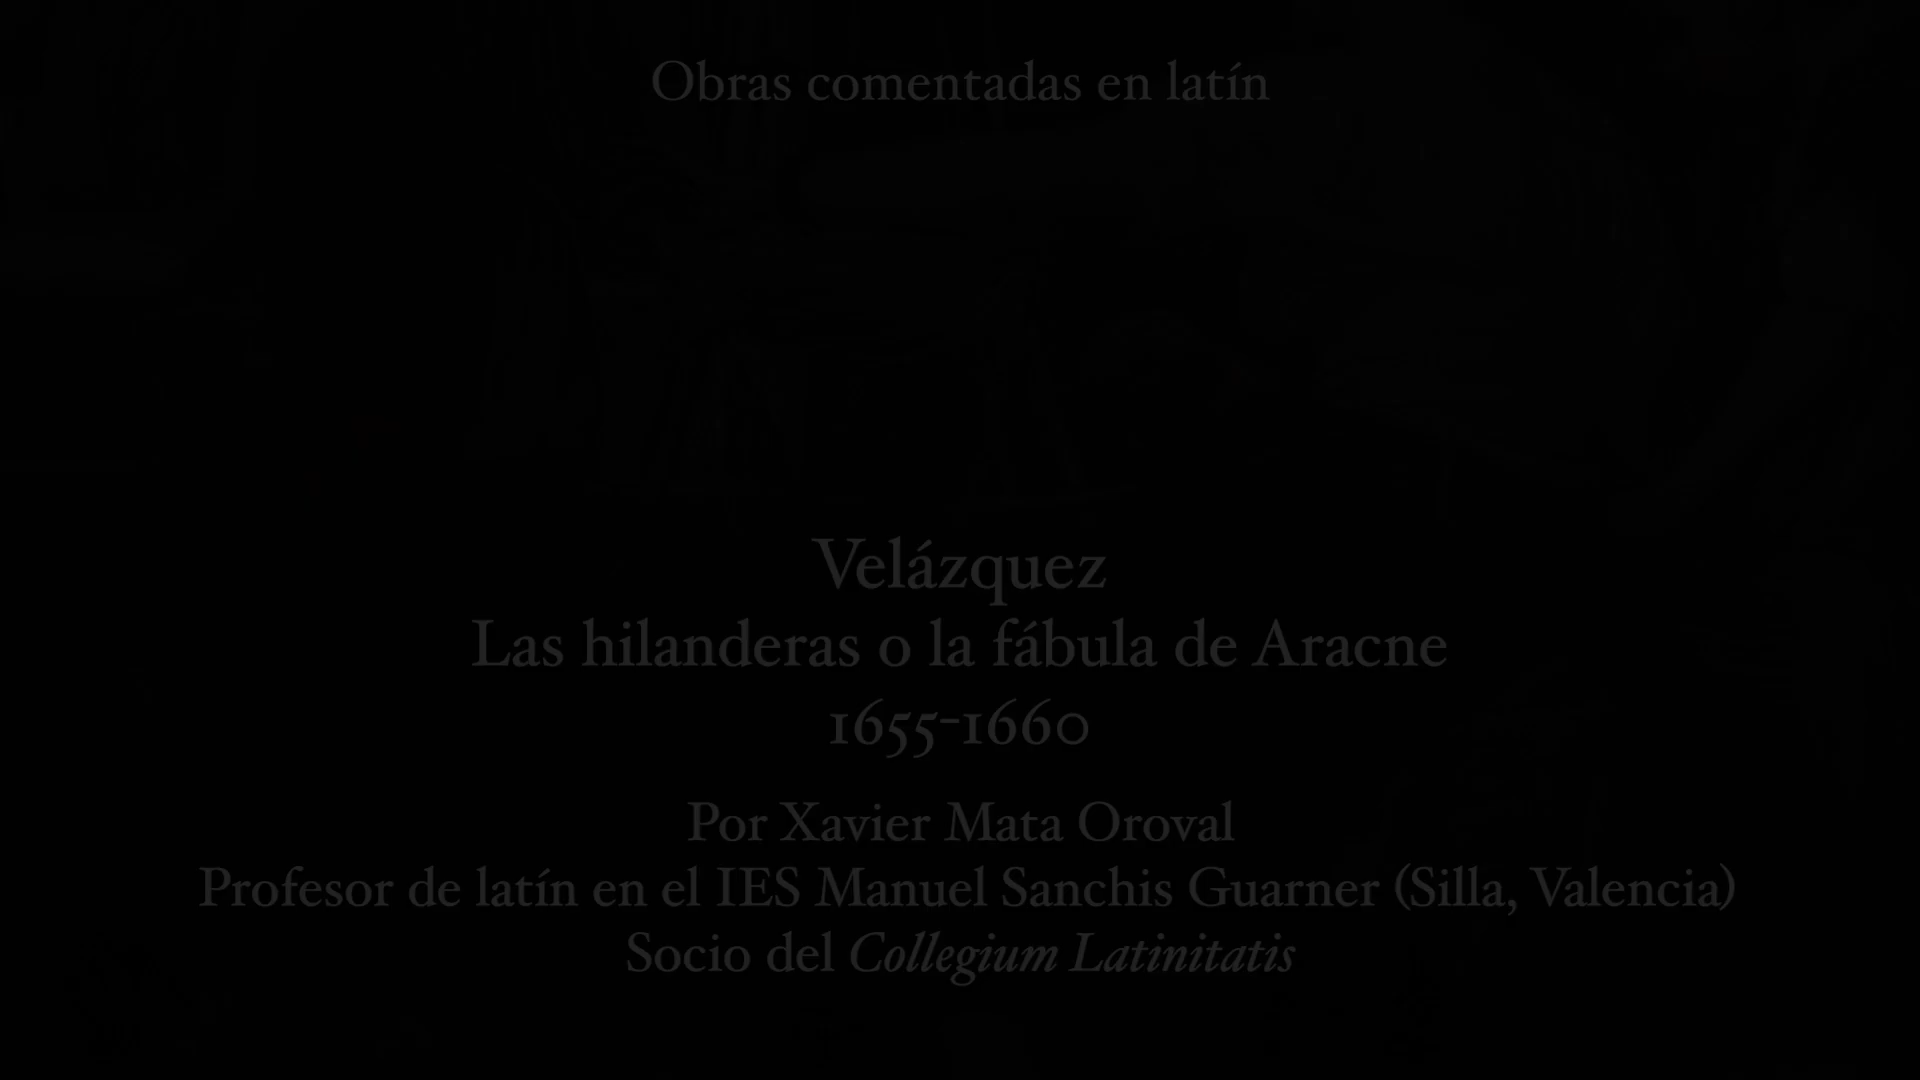 Obras comentadas en latín
Velázquez
Las hilanderas o la fábula de Aracne
1655-1660
Por Xavier Mata Oroval
Profesor de latín en el IES Manuel Sanchis Guarner (Silla, Valencia)
Socio del Collegium Latinitatis